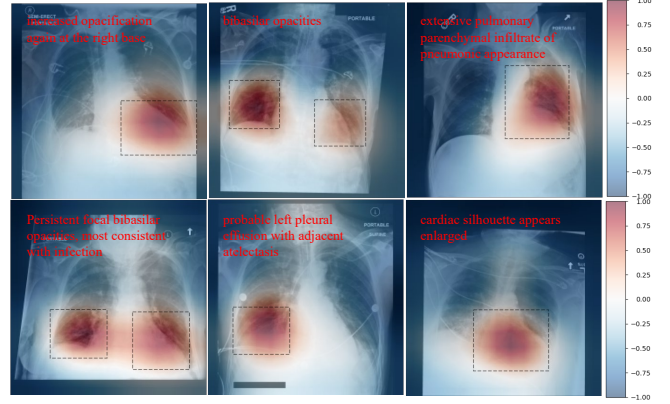 SEMI-ERECT
increased opacification
again at the right base
bibasilar opacities
PORTABLE
extensive pulmonary
parenchymal infiltrate of
pneumonic appearance
PORTABLE
1.00
0.75
0.50
0.25
0.00
−0.25
−0.50
−0.75
−1.00
Persistent focal bibasilar
opacities, most consistent
with infection
probable left pleural
effusion with adjacent
atelectasis
PORTABLE
cardiac silhouette appears
enlarged
1.00
0.75
0.50
0.25
0.00
−0.25
−0.50
−0.75
−1.00